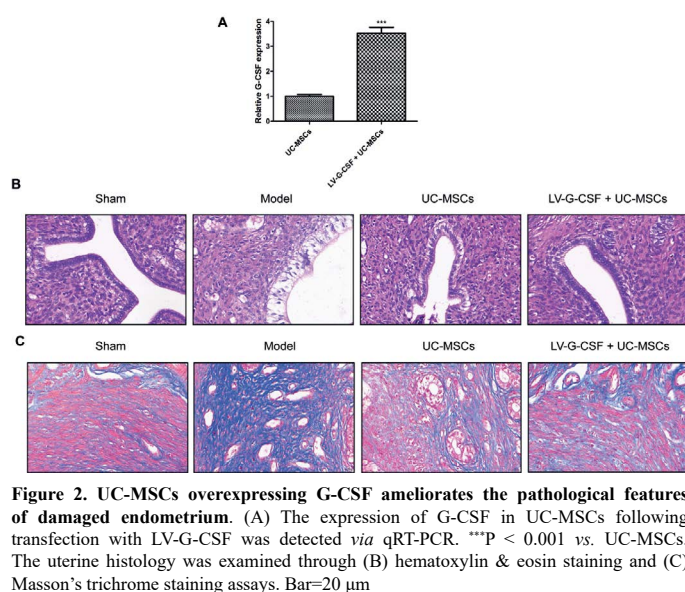 A
Relative G-CSF expression
4
3
2
1
0
***
UC-MSCs
LV-G-CSF + UC-MSCs
B
Sham Model UC-MSCs LV-G-CSF + UC-MSCs
C
Sham Model UC-MSCs LV-G-CSF + UC-MSCs
Figure 2. UC-MSCs overexpressing G-CSF ameliorates the pathological features
of damaged endometrium. (A) The expression of G-CSF in UC-MSCs following
transfection with LV-G-CSF was detected via qRT-PCR. ***P < 0.001 vs. UC-MSCs.
The uterine histology was examined through (B) hematoxylin & eosin staining and (C)
Masson's trichrome staining assays. Bar=20 μm